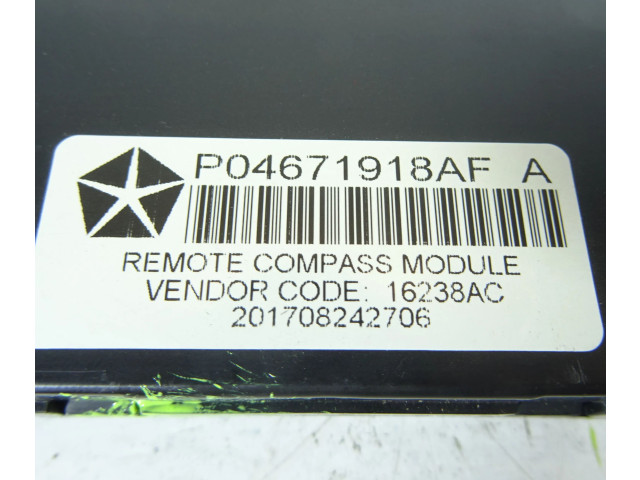 P04671918AF A
REMOTE COMPASS MODULE
VENDOR CODE: 16238AC
201708242706